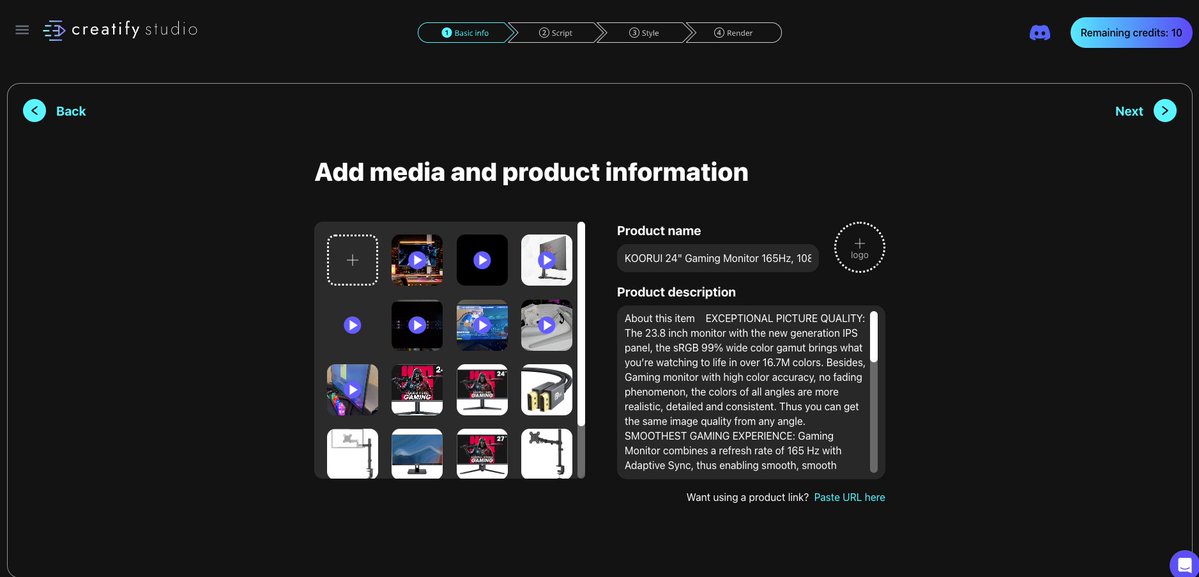 creatify studio
1 Basic info
2 Script
3 Style
4 Render
Remaining credits: 10
Back
Next
Add media and product information
Product name
KOORUI 24" Gaming Monitor 165Hz, 108
+
logo
Product description
About this item EXCEPTIONAL PICTURE QUALITY:
The 23.8 inch monitor with the new generation IPS
panel, the sRGB 99% wide color gamut brings what
you're watching to life in over 16.7M colors. Besides,
Gaming monitor with high color accuracy, no fading
phenomenon, the colors of all angles are more
realistic, detailed and consistent. Thus you can get
the same image quality from any angle.
SMOOTHEST GAMING EXPERIENCE: Gaming
Monitor combines a refresh rate of 165 Hz with
Adaptive Sync, thus enabling smooth, smooth
GAMING
24"
GAMING
27"
GAMING
Want using a product link? Paste URL here